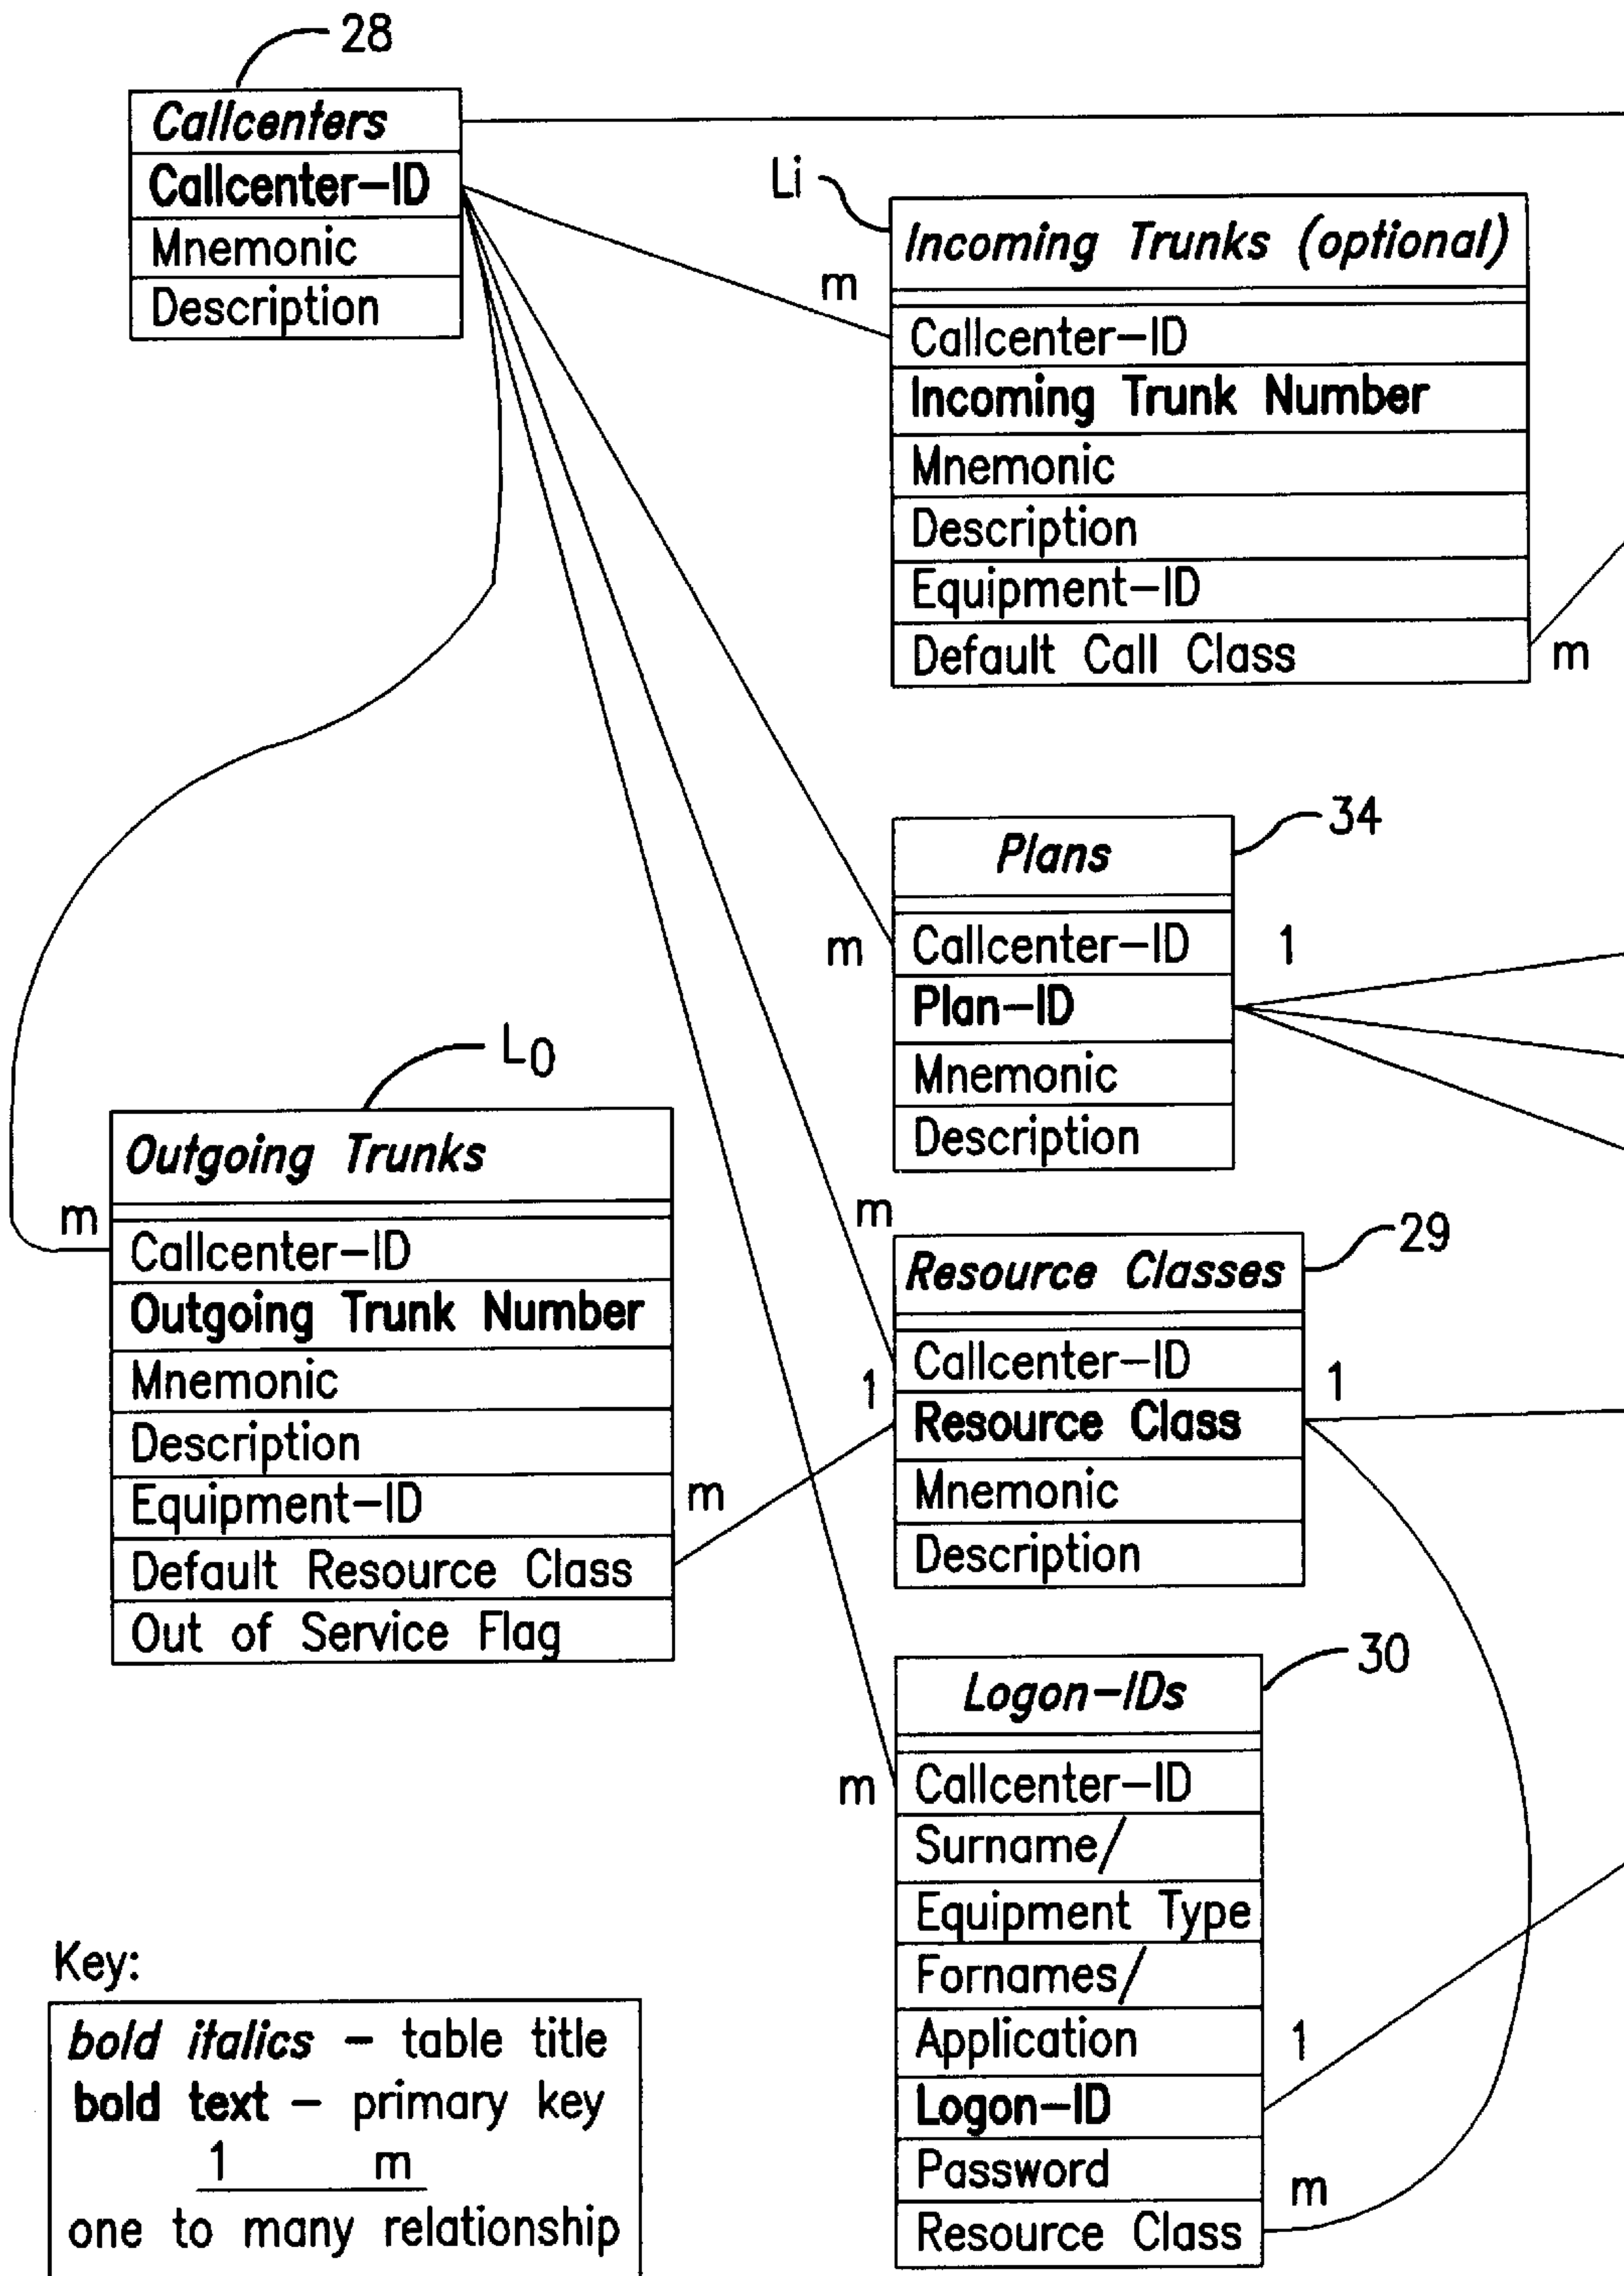 28
Callcenters
Callcenter-ID
Mnemonic
Description
Li
Incoming Trunks (optional)
m
Callcenter-ID
Incoming Trunk Number
Mnemonic
Description
Equipment-ID
Default Call Class
m
34
Plans
m
Callcenter-ID
1
Plan-ID
Mnemonic
Description
L0
Outgoing Trunks
m
Callcenter-ID
Outgoing Trunk Number
Mnemonic
Description
Equipment-ID
m
Default Resource Class
Out of Service Flag
m
29
Resource Classes
Callcenter-ID
1
1
Resource Class
Mnemonic
Description
30
Logon-IDs
m
Callcenter-ID
Surname/
Equipment Type
Fornames/
Application
1
Logon-ID
Password
m
Resource Class
Key:
bold italics - table title
bold text - primary key
1 m
one to many relationship